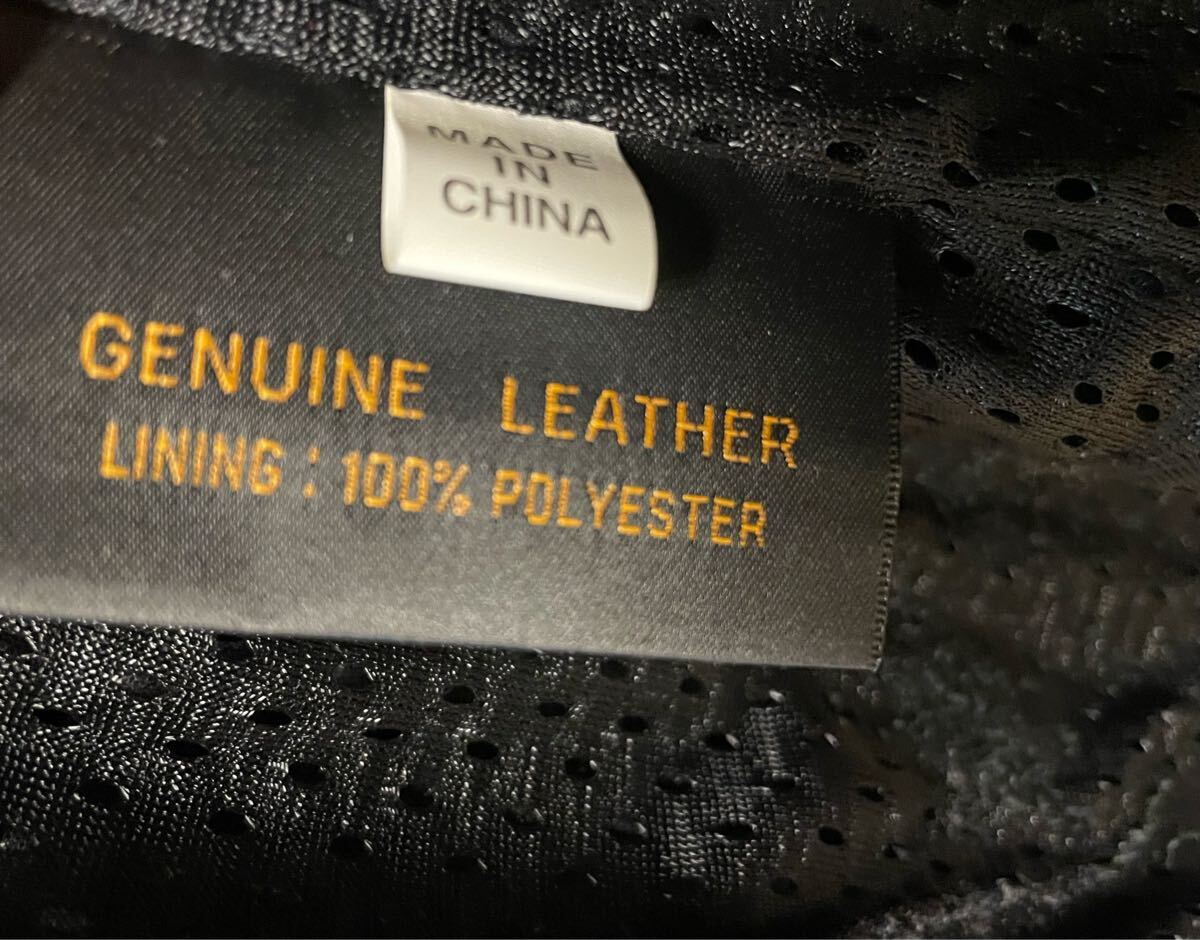 MADE
IN
CHINA
GENUINE LEATHER
LINING : 100% POLYESTER